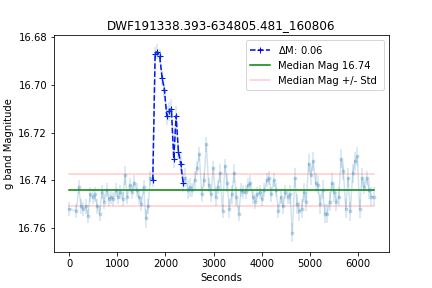 DWF191338.393-634805.481_160806
ΔM: 0.06
Median Mag 16.74
Median Mag +/- Std
g band Magnitude
16.68
16.70
16.72
16.74
16.76
0 1000 2000 3000 4000 5000 6000
Seconds